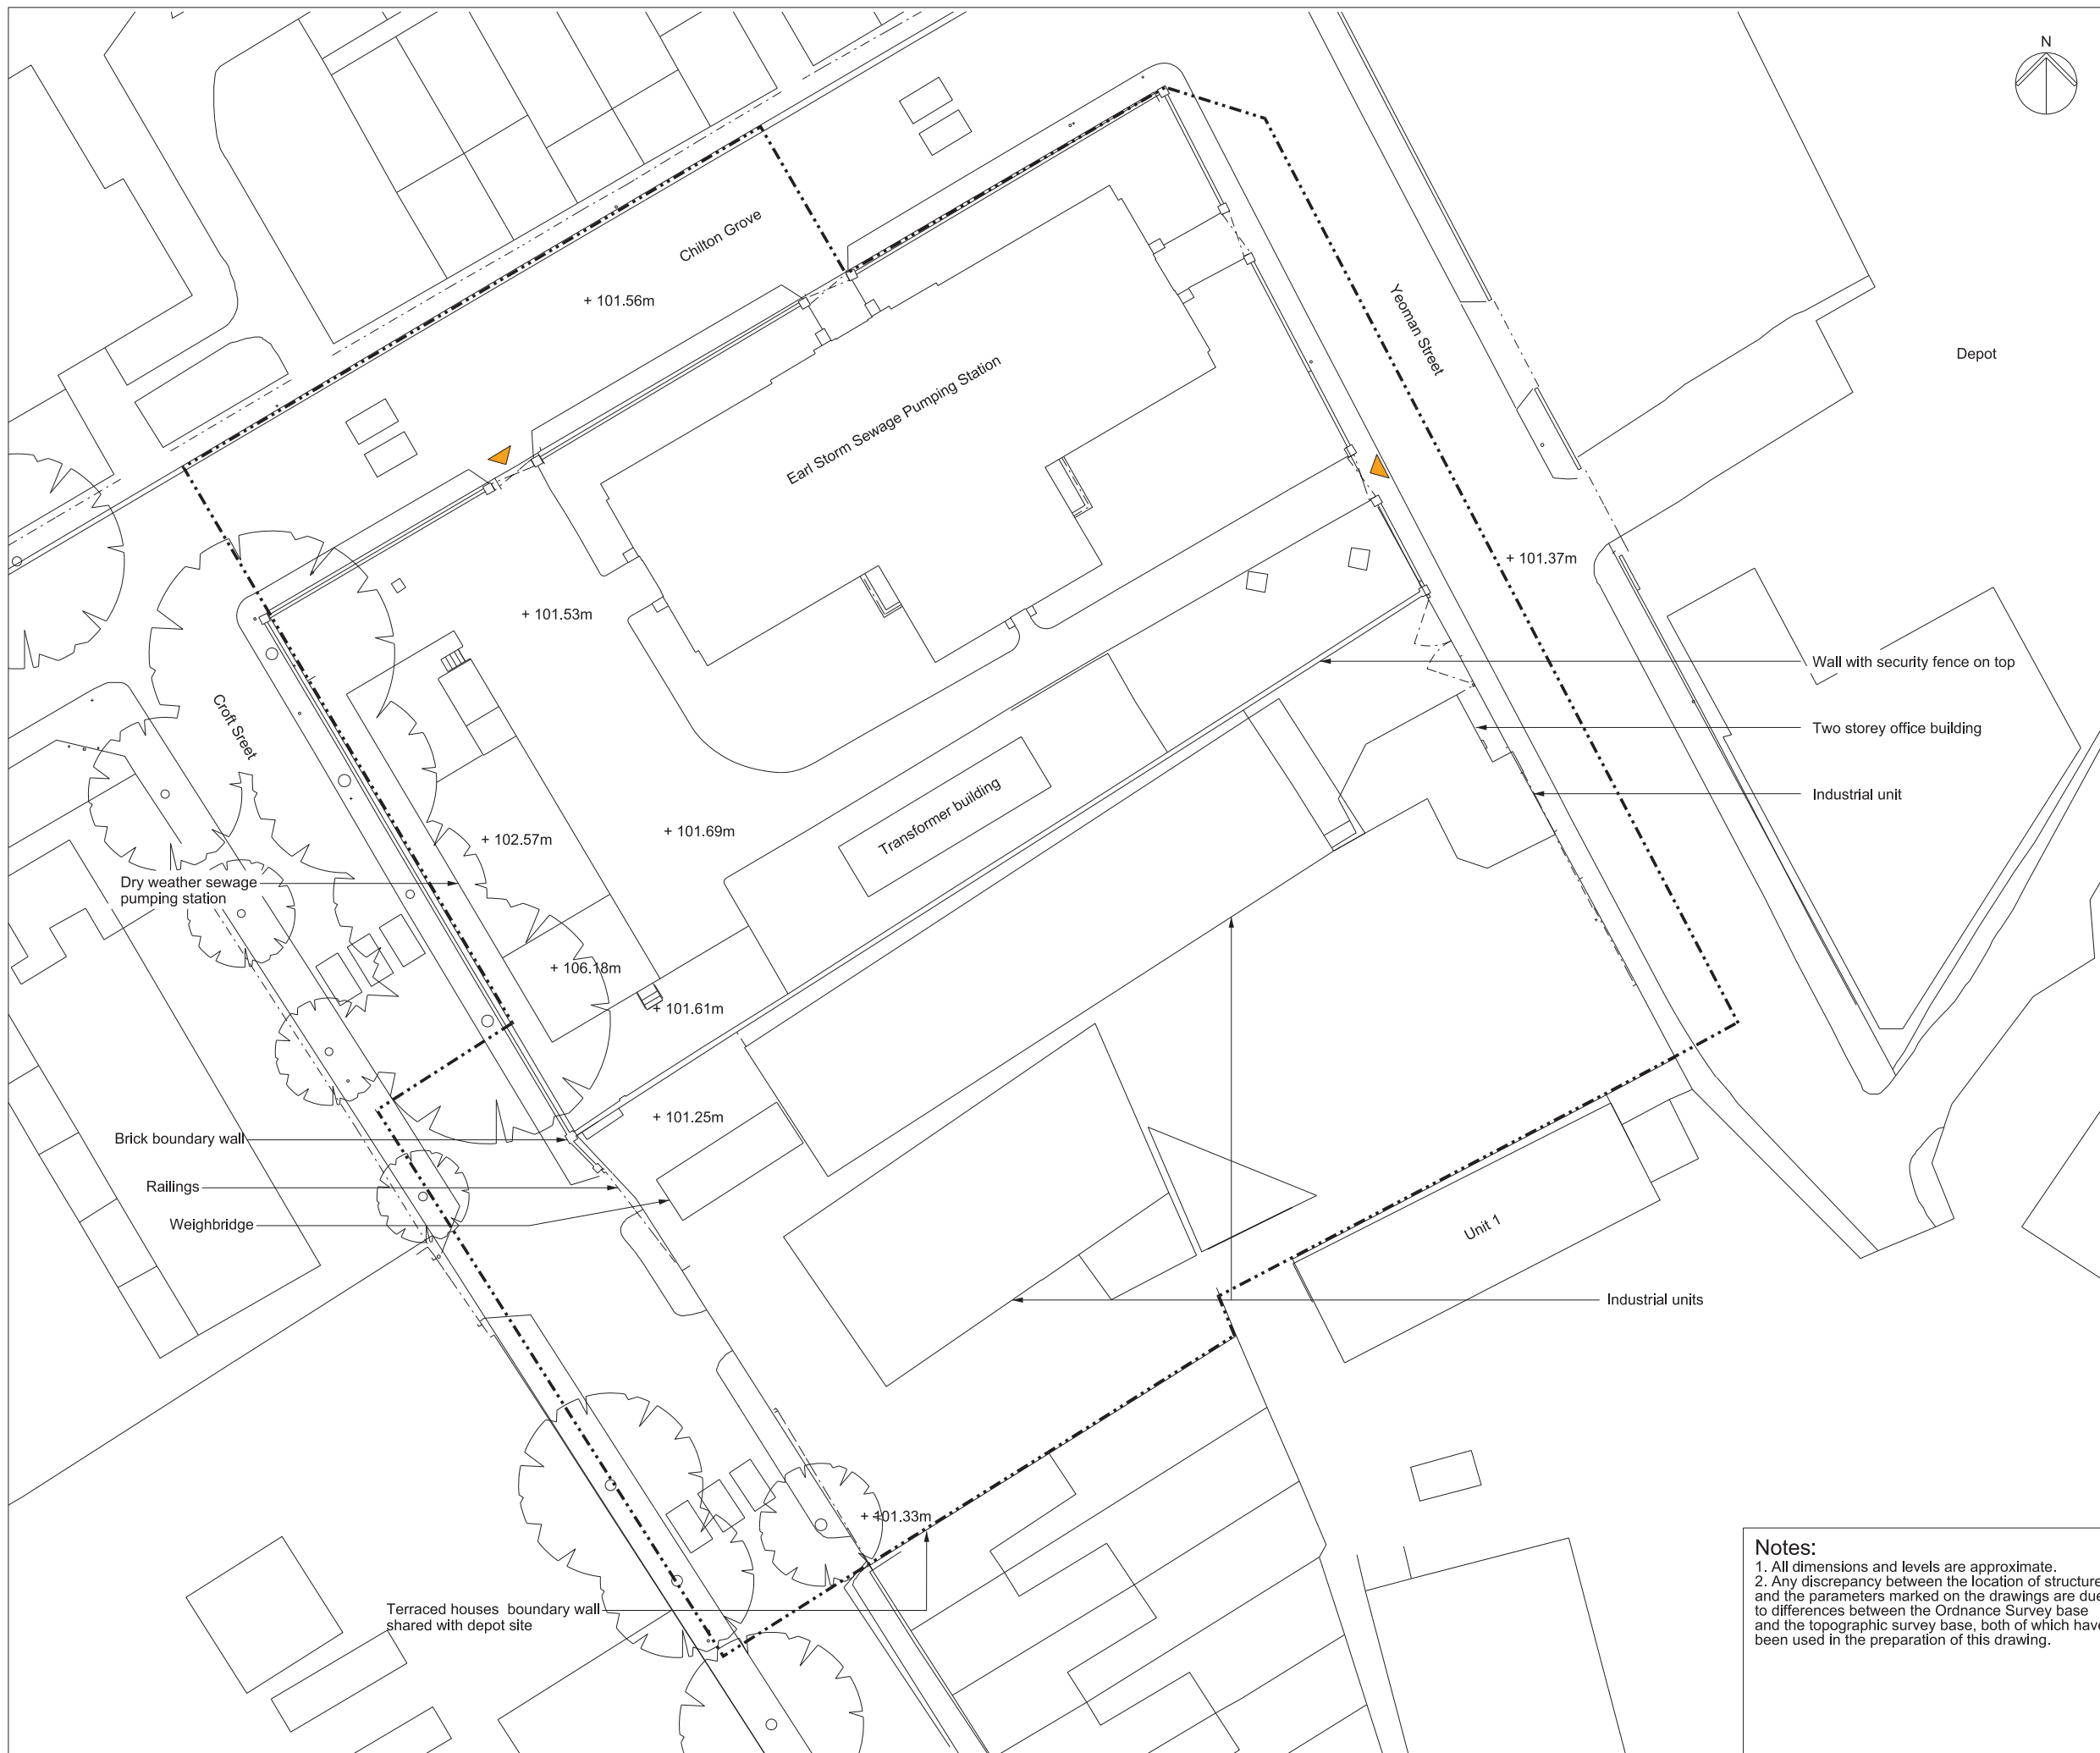 N
Chilton Grove
+ 101.56m
Yeoman Street
Depot
Earl Storm Sewage Pumping Station
+ 101.37m
+ 101.53m
Wall with security fence on top
Croft Sreet
Two storey office building
Transformer building
Industrial unit
+ 102.57m
+ 101.69m
Dry weather sewage
pumping station
+ 106.18m
+ 101.61m
+ 101.25m
Brick boundary wall
Railings
Weighbridge
Unit 1
Industrial units
+ 101.33m
Terraced houses boundary wall
shared with depot site
Notes:
1. All dimensions and levels are approximate.
2. Any discrepancy between the location of structure
and the parameters marked on the drawings are due
to differences between the Ordnance Survey base
and the topographic survey base, both of which have
been used in the preparation of this drawing.